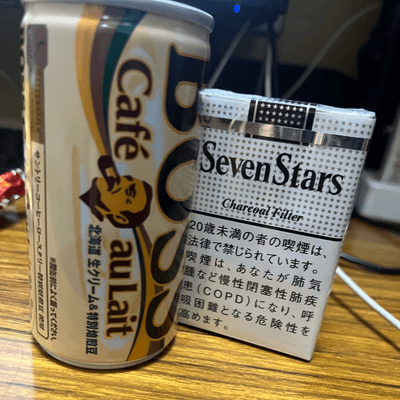 BOSS
Café
au Lait
北海道 生クリーム&特別焙煎豆
Seven Stars
Charcoal Filter
20歳未満の者の喫煙は、
法律で禁じられています。
喫煙は、あなたが肺気
腫など慢性閉塞性肺疾
患(COPD)になり、呼
吸困難となる危険性を
高めます。